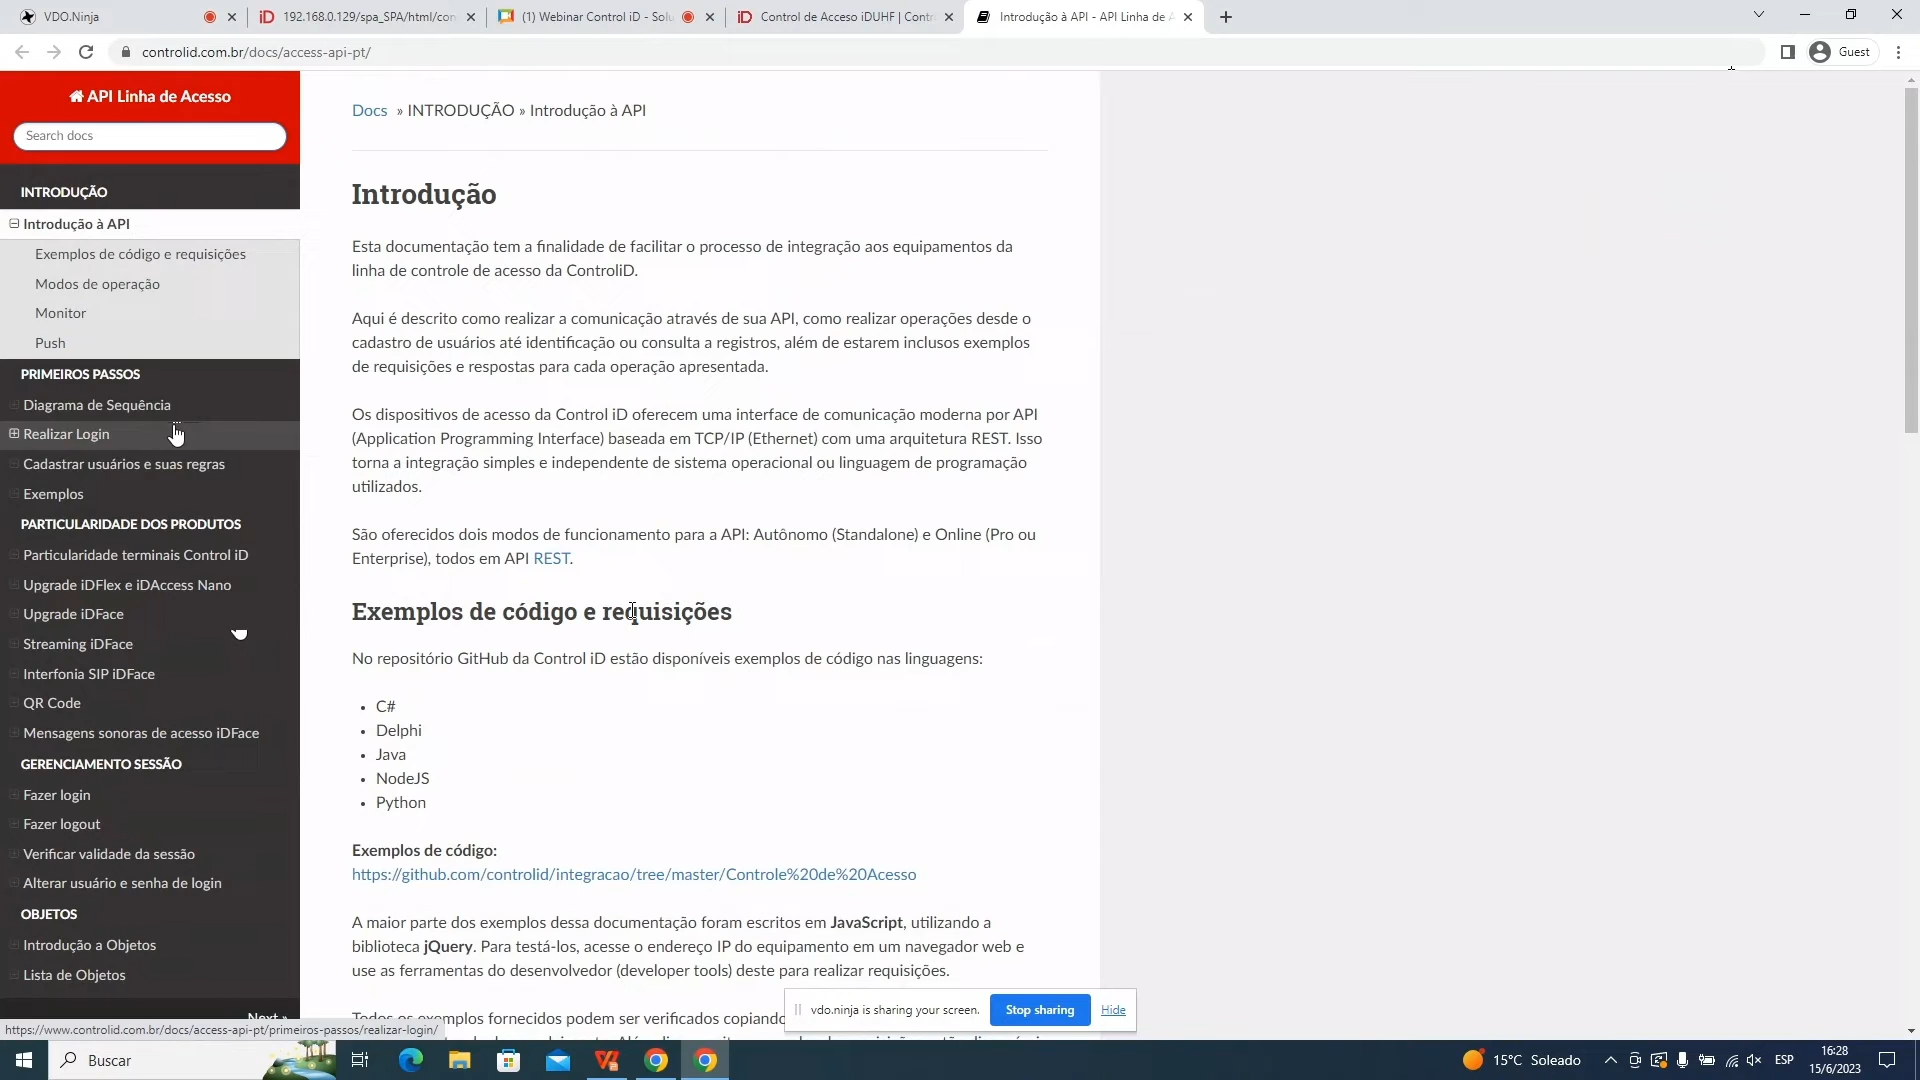 VDO.Ninja
192.168.0.129/spa_SPA/html/con
(1) Webinar Control iD - Solu
Control de Acceso iDUHF | Contr
Introdução à API - API Linha de A
controlid.com.br/docs/access-api-pt/
Guest
API Linha de Acesso
Search docs
INTRODUÇÃO
Introdução à API
Exemplos de código e requisições
Modos de operação
Monitor
Push
PRIMEIROS PASSOS
Diagrama de Sequência
Realizar Login
Cadastrar usuários e suas regras
Exemplos
PARTICULARIDADE DOS PRODUTOS
Particularidade terminais Control iD
Upgrade iDFlex e iDAccess Nano
Upgrade iDFace
Streaming iDFace
Interfonia SIP iDFace
QR Code
Mensagens sonoras de acesso iDFace
GERENCIAMENTO SESSÃO
Fazer login
Fazer logout
Verificar validade da sessão
Alterar usuário e senha de login
OBJETOS
Introdução a Objetos
Lista de Objetos
Next »
https://www.controlid.com.br/docs/access-api-pt/primeiros-passos/realizar-login/
Docs » INTRODUÇÃO » Introdução à API
Introdução
Esta documentação tem a finalidade de facilitar o processo de integração aos equipamentos da
linha de controle de acesso da ControliD.
Aqui é descrito como realizar a comunicação através de sua API, como realizar operações desde o
cadastro de usuários até identificação ou consulta a registros, além de estarem inclusos exemplos
de requisições e respostas para cada operação apresentada.
Os dispositivos de acesso da Control iD oferecem uma interface de comunicação moderna por API
(Application Programming Interface) baseada em TCP/IP (Ethernet) com uma arquitetura REST. Isso
torna a integração simples e independente de sistema operacional ou linguagem de programação
utilizados.
São oferecidos dois modos de funcionamento para a API: Autônomo (Standalone) e Online (Pro ou
Enterprise), todos em API REST.
Exemplos de código e requisições
No repositório GitHub da Control iD estão disponíveis exemplos de código nas linguagens:
• C#
• Delphi
• Java
• NodeJS
• Python
Exemplos de código:
https://github.com/controlid/integracao/tree/master/Controle%20de%20Acesso
A maior parte dos exemplos dessa documentação foram escritos em JavaScript, utilizando a
biblioteca jQuery. Para testá-los, acesse o endereço IP do equipamento em um navegador web e
use as ferramentas do desenvolvedor (developer tools) deste para realizar requisições.
Todos os exemplos fornecidos podem ser verificados copiando
vdo.ninja is sharing your screen.
Stop sharing
Hide
Buscar
15°C Soleado
ESP
16:28
15/6/2023